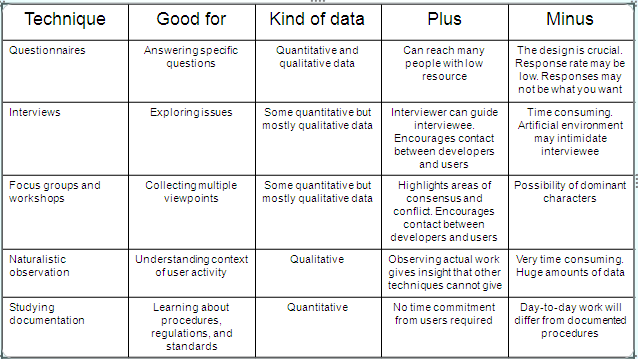 Technique
Good for
Kind of data
Plus
Minus
Questionnaires
Answering specific
questions
Quantitative and
qualitative data
Can reach many
people with low
resource
The design is crucial.
Response rate may be
low. Responses may
not be what you want
Interviews
Exploring issues
Some quantitative but
mostly qualitative data
Interviewer can guide
interviewee.
Encourages contact
between developers
and users
Time consuming.
Artificial environment
may intimidate
interviewee
Focus groups and
workshops
Collecting multiple
viewpoints
Some quantitative but
mostly qualitative data
Highlights areas of
consensus and
conflict. Encourages
contact between
developers and users
Possibility of dominant
characters
Naturalistic
observation
Understanding context
of user activity
Qualitative
Observing actual work
gives insight that other
techniques cannot give
Very time consuming.
Huge amounts of data
Studying
documentation
Learning about
procedures,
regulations, and
standards
Quantitative
No time commitment
from users required
Day-to-day work will
differ from documented
procedures